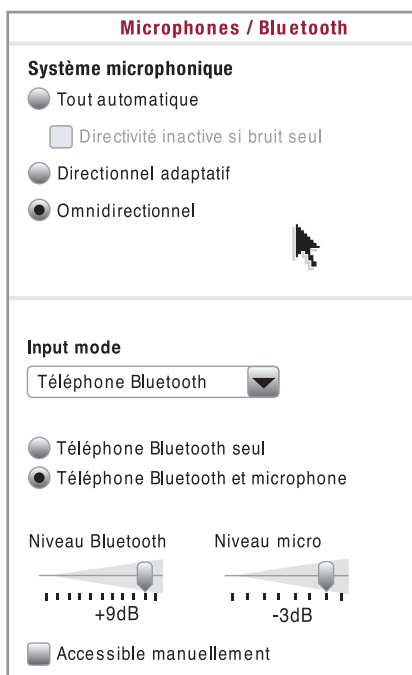 Microphones / Bluetooth
Système microphonique
Tout automatique
Directivité inactive si bruit seul
Directionnel adaptatif
Omnidirectionnel
Input mode
Téléphone Bluetooth
Téléphone Bluetooth seul
Téléphone Bluetooth et microphone
Niveau Bluetooth Niveau micro
+9dB -3dB
Accessible manuellement